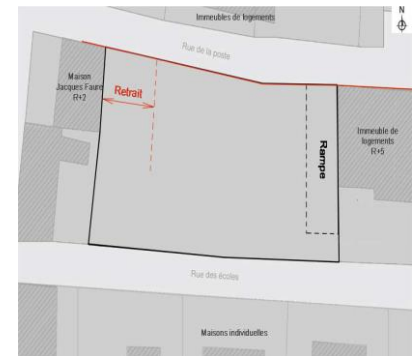 Immeubles de logements
N
Rue de la poste
Maison
Jacques Faure
R+2
Retrait
Rampe
Immeuble de
logements
R+5
Rue des écoles
Maisons individuelles